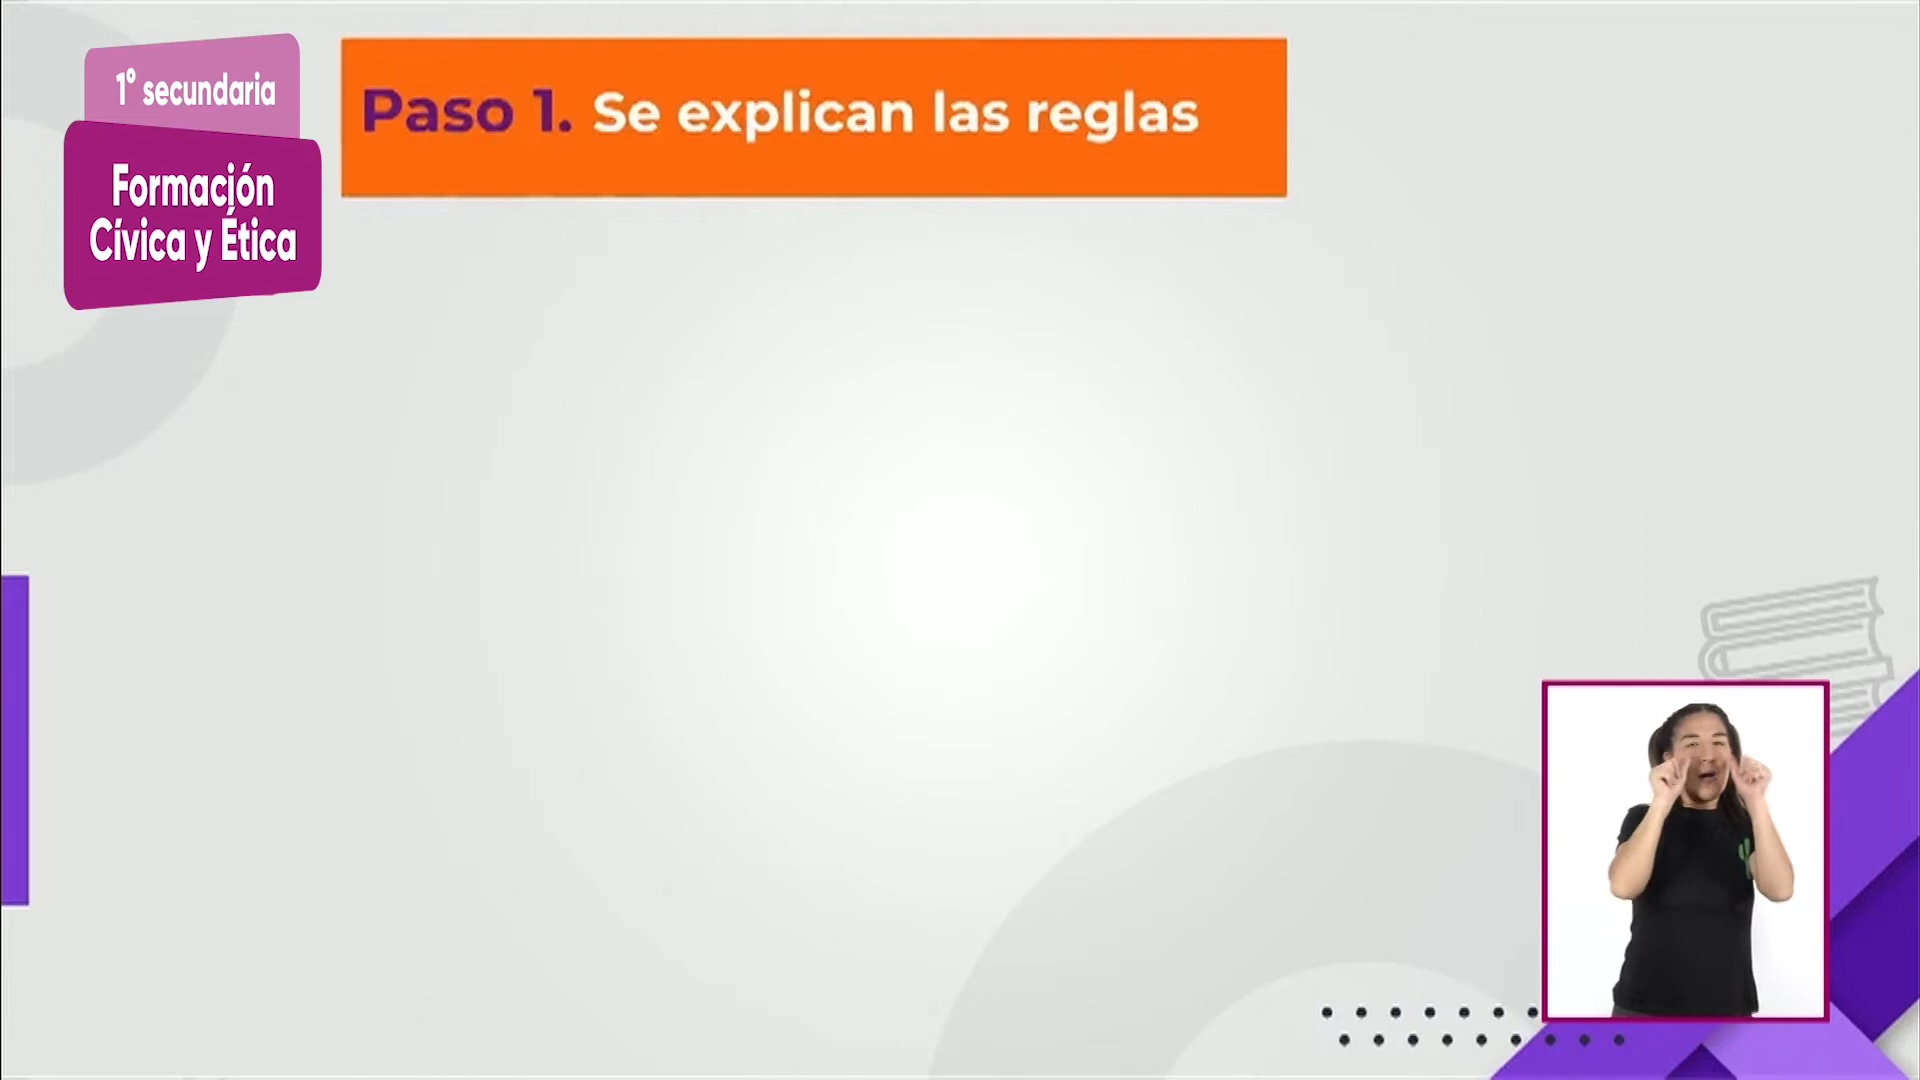 1° secundaria
Formación
Cívica y Ética
Paso 1. Se explican las reglas